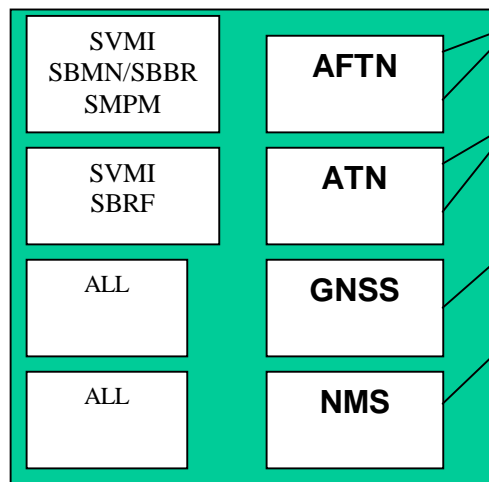 SVMI
SBMN/SBBR
SMPM
AFTN
SVMI
SBRF
ATN
ALL
GNSS
ALL
NMS